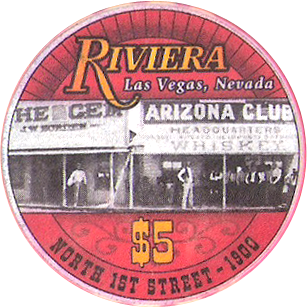 RIVIERA
Las Vegas, Nevada
ARIZONA CLUB
HEADQUARTERS
WHISKEY
$5
NORTH 1ST STREET - 1900